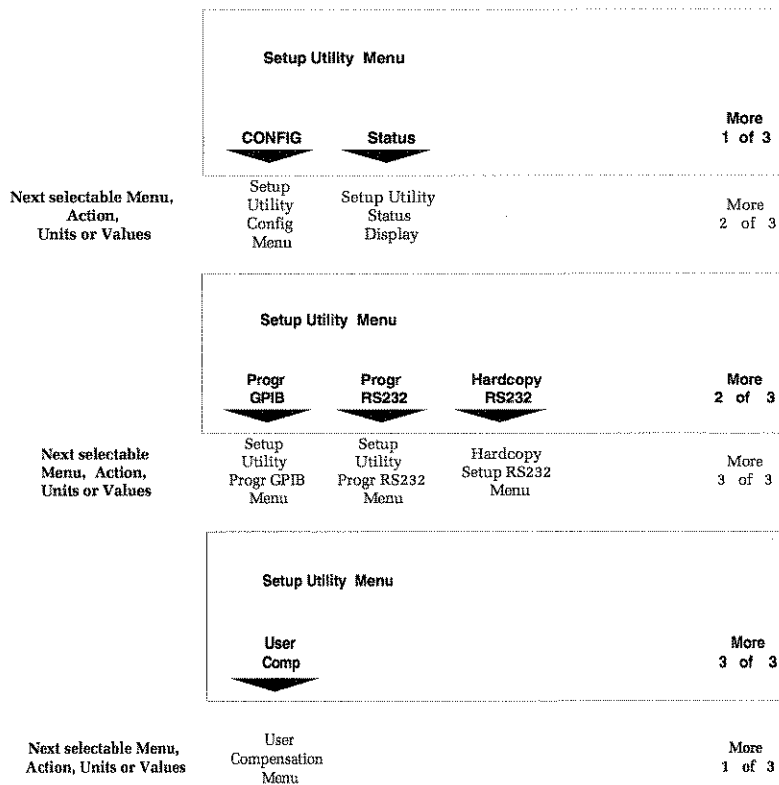 Setup Utility Menu
More
CONFIG Status 1 of 3
Next selectable Menu,
Action,
Units or Values
Setup
Utility
Config
Menu
Setup Utility
Status
Display
More
2 of 3
Setup Utility Menu
Progr
GPIB
Progr
RS232
Hardcopy
RS232
More
2 of 3
Next selectable
Menu, Action,
Units or Values
Setup
Utility
Progr GPIB
Menu
Setup
Utility
Progr RS232
Menu
Hardcopy
Setup RS232
Menu
More
3 of 3
Setup Utility Menu
User
Comp
More
3 of 3
Next selectable Menu,
Action, Units or Values
User
Compensation
Menu
More
1 of 3